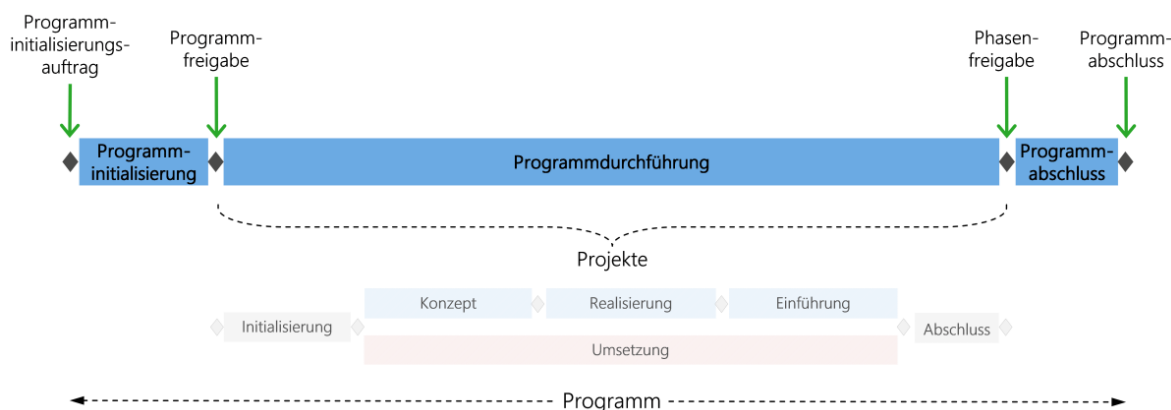 Programm-
initialisierungs-
auftrag
Programm-
freigabe
Phasen-
freigabe
Programm-
abschluss
Programm-
initialisierung
Programmdurchführung
Programm-
abschluss
Projekte
Konzept
Realisierung
Einführung
Initialisierung
Abschluss
Umsetzung
Programm